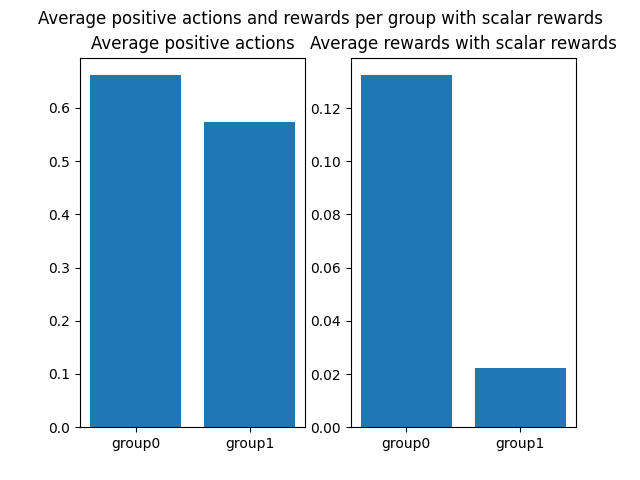 Average positive actions and rewards per group with scalar rewards
Average positive actions
0.6
0.5
0.4
0.3
0.2
0.1
0.0
group0 group1
Average rewards with scalar rewards
0.12
0.10
0.08
0.06
0.04
0.02
0.00
group0 group1